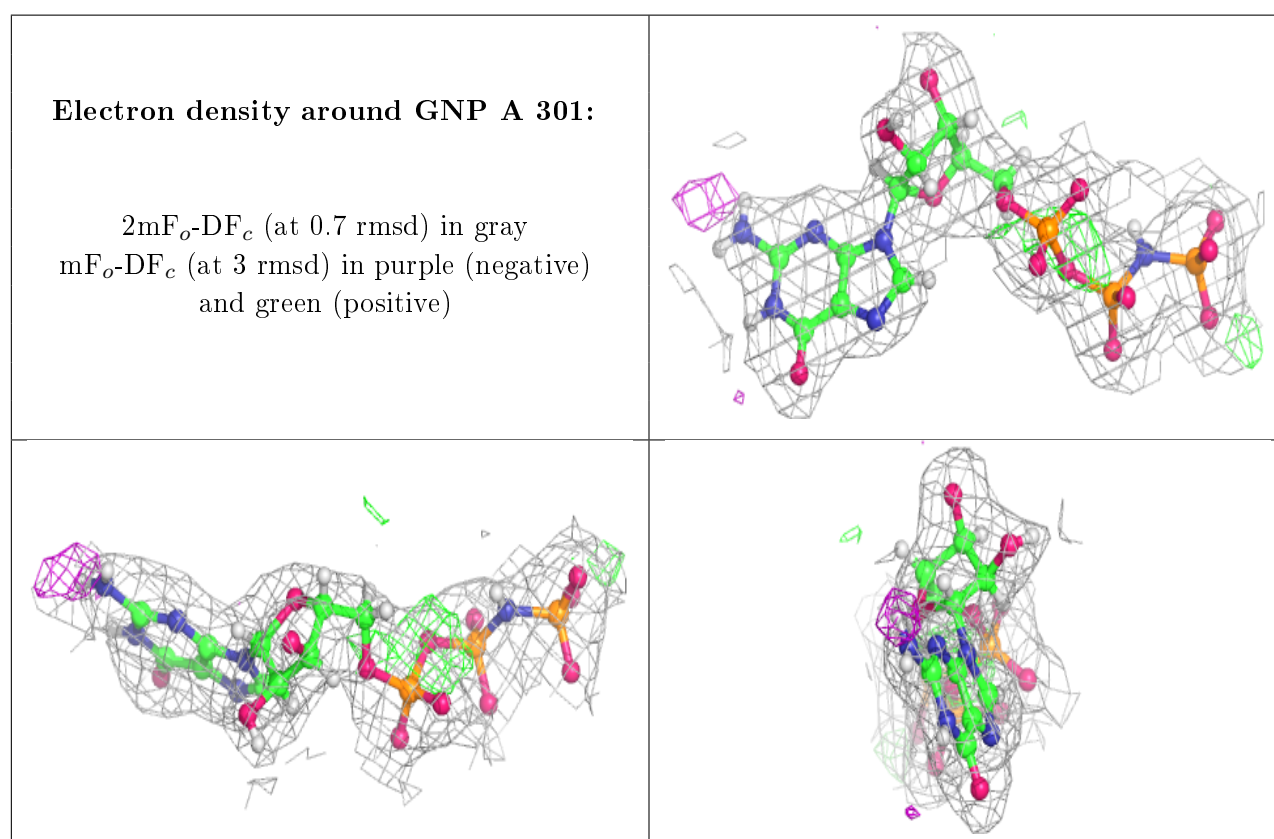 Electron density around GNP A 301:
2mFo-DFc (at 0.7 rmsd) in gray
mFo-DFc (at 3 rmsd) in purple (negative)
and green (positive)